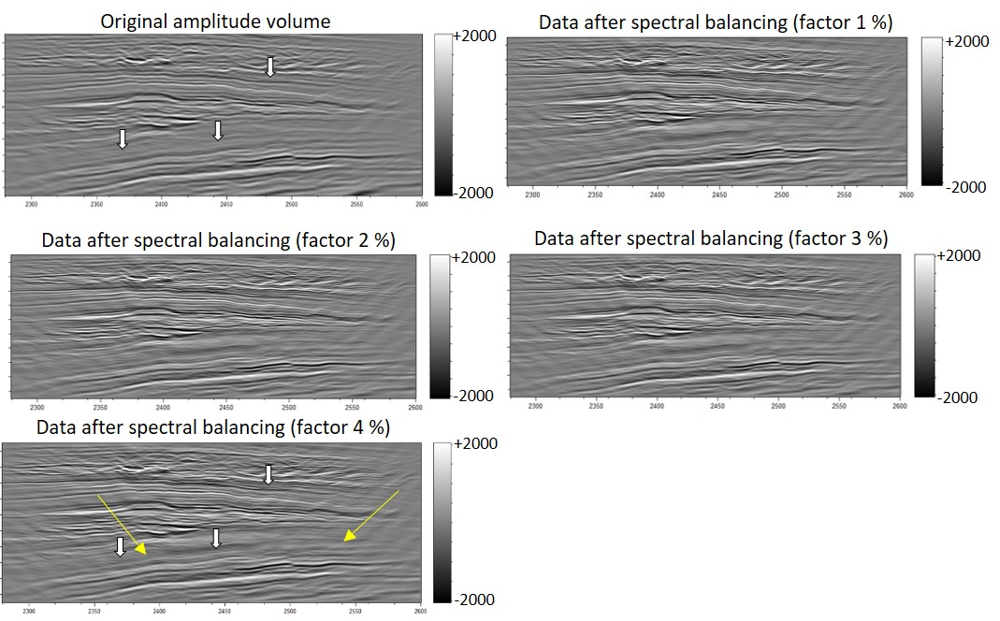 Original amplitude volume
+2000
-2000
2300 2350 2400 2450 2500 2550 2600
Data after spectral balancing (factor 1 %)
+2000
-2000
2300 2350 2400 2450 2500 2550 2600
Data after spectral balancing (factor 2 %)
+2000
-2000
2300 2350 2400 2450 2500 2550 2600
Data after spectral balancing (factor 3 %)
+2000
-2000
2300 2350 2400 2450 2500 2550 2600
Data after spectral balancing (factor 4 %)
+2000
-2000
2300 2350 2400 2450 2500 2550 2600